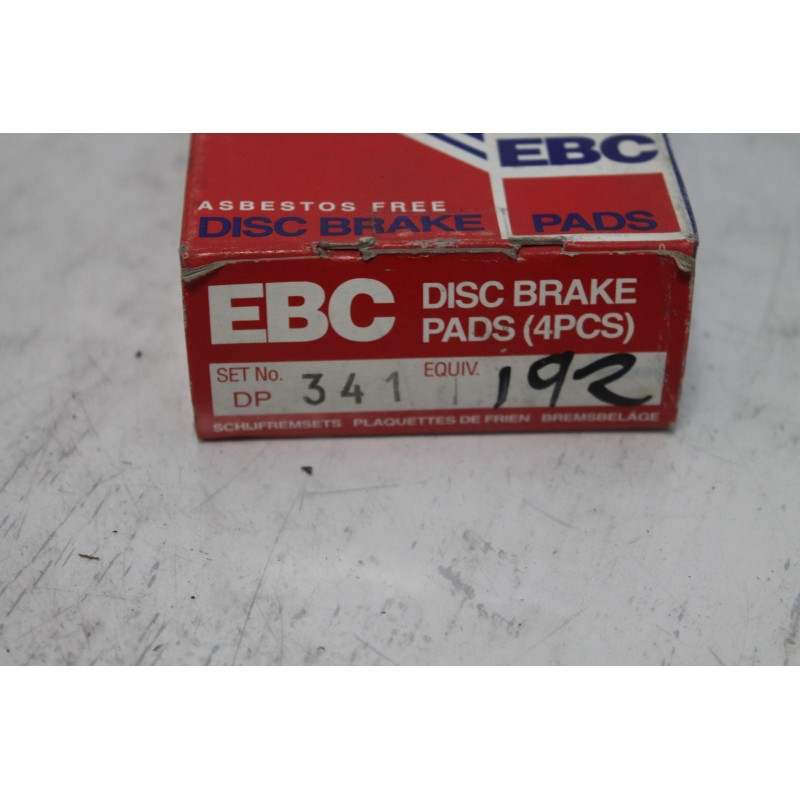 EBC
ASBESTOS FREE
DISC BRAKE PADS
EBC DISC BRAKE
PADS (4PCS)
SET No. EQUIV.
DP 341 192
SCHIJFREMSETS PLAQUETTES DE FRIEN BREMSBELÄGE